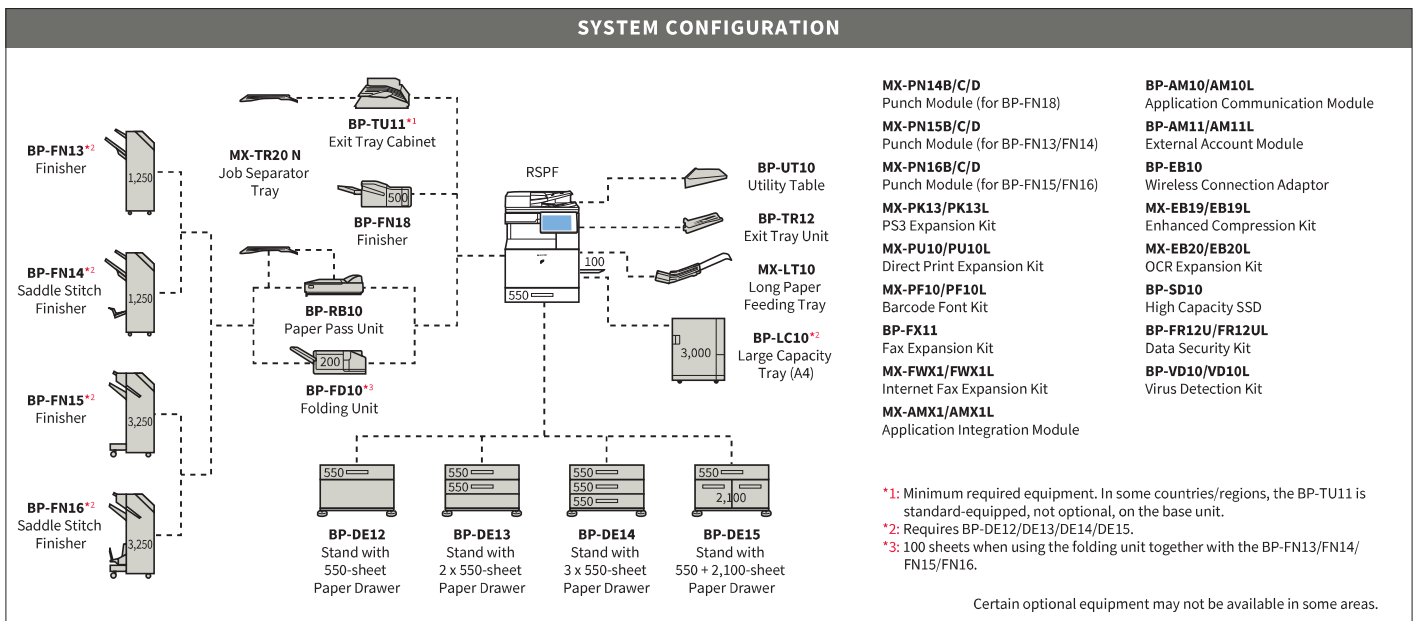 SYSTEM CONFIGURATION
BP-FN13*2
Finisher
1,250
BP-FN14*2
Saddle Stitch
Finisher
1,250
BP-FN15*2
Finisher
3,250
BP-FN16*2
Saddle Stitch
Finisher
3,250
MX-TR20 N
Job Separator
Tray
BP-TU11*1
Exit Tray Cabinet
500
BP-FN18
Finisher
BP-RB10
Paper Pass Unit
200
BP-FD10*3
Folding Unit
RSPF
100
550
BP-UT10
Utility Table
BP-TR12
Exit Tray Unit
MX-LT10
Long Paper
Feeding Tray
3,000
BP-LC10*2
Large Capacity
Tray (A4)
550
BP-DE12
Stand with
550-sheet
Paper Drawer
550
550
BP-DE13
Stand with
2 x 550-sheet
Paper Drawer
550
550
550
BP-DE14
Stand with
3 x 550-sheet
Paper Drawer
550
2,100
BP-DE15
Stand with
550 + 2,100-sheet
Paper Drawer
MX-PN14B/C/D
Punch Module (for BP-FN18)
MX-PN15B/C/D
Punch Module (for BP-FN13/FN14)
MX-PN16B/C/D
Punch Module (for BP-FN15/FN16)
MX-PK13/PK13L
PS3 Expansion Kit
MX-PU10/PU10L
Direct Print Expansion Kit
MX-PF10/PF10L
Barcode Font Kit
BP-FX11
Fax Expansion Kit
MX-FWX1/FWX1L
Internet Fax Expansion Kit
MX-AMX1/AMX1L
Application Integration Module
BP-AM10/AM10L
Application Communication Module
BP-AM11/AM11L
External Account Module
BP-EB10
Wireless Connection Adaptor
MX-EB19/EB19L
Enhanced Compression Kit
MX-EB20/EB20L
OCR Expansion Kit
BP-SD10
High Capacity SSD
BP-FR12U/FR12UL
Data Security Kit
BP-VD10/VD10L
Virus Detection Kit
*1: Minimum required equipment. In some countries/regions, the BP-TU11 is
standard-equipped, not optional, on the base unit.
*2: Requires BP-DE12/DE13/DE14/DE15.
*3: 100 sheets when using the folding unit together with the BP-FN13/FN14/
FN15/FN16.
Certain optional equipment may not be available in some areas.